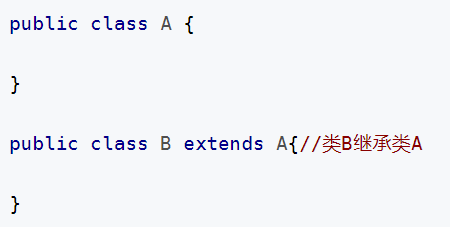 public class A {
}
public class B extends A{//类B继承类A
}